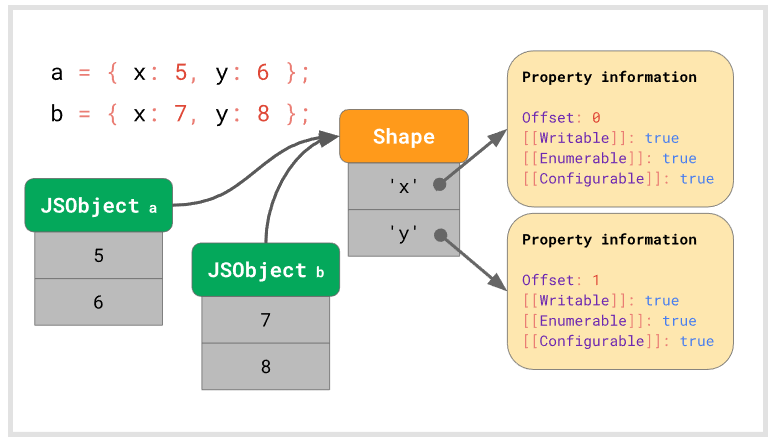 a = { x: 5, y: 6 };
b = { x: 7, y: 8 };
JSObject a
5
6
JSObject b
7
8
Shape
'x'
'y'
Property information
Offset: 0
[[Writable]]: true
[[Enumerable]]: true
[[Configurable]]: true
Property information
Offset: 1
[[Writable]]: true
[[Enumerable]]: true
[[Configurable]]: true